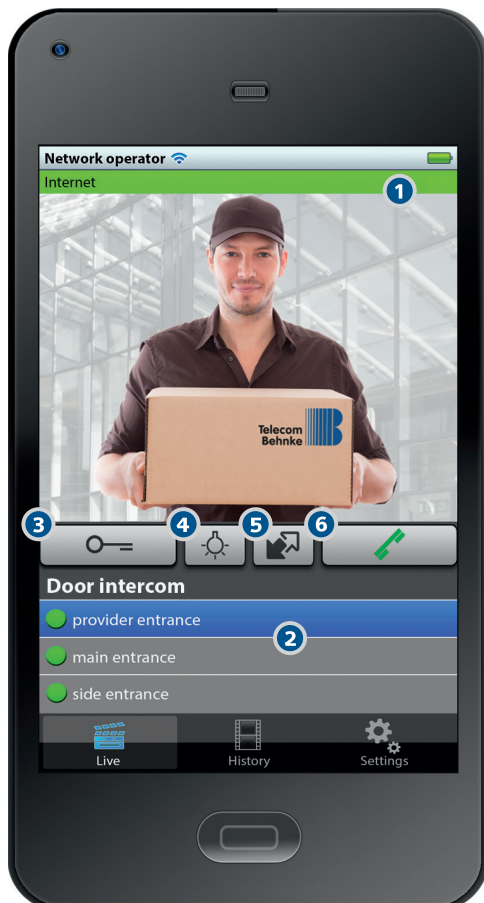 Network operator
Internet
1
Telecom
Behnke
3
4
5
6
Door intercom
provider entrance
2
main entrance
side entrance
Live
History
Settings